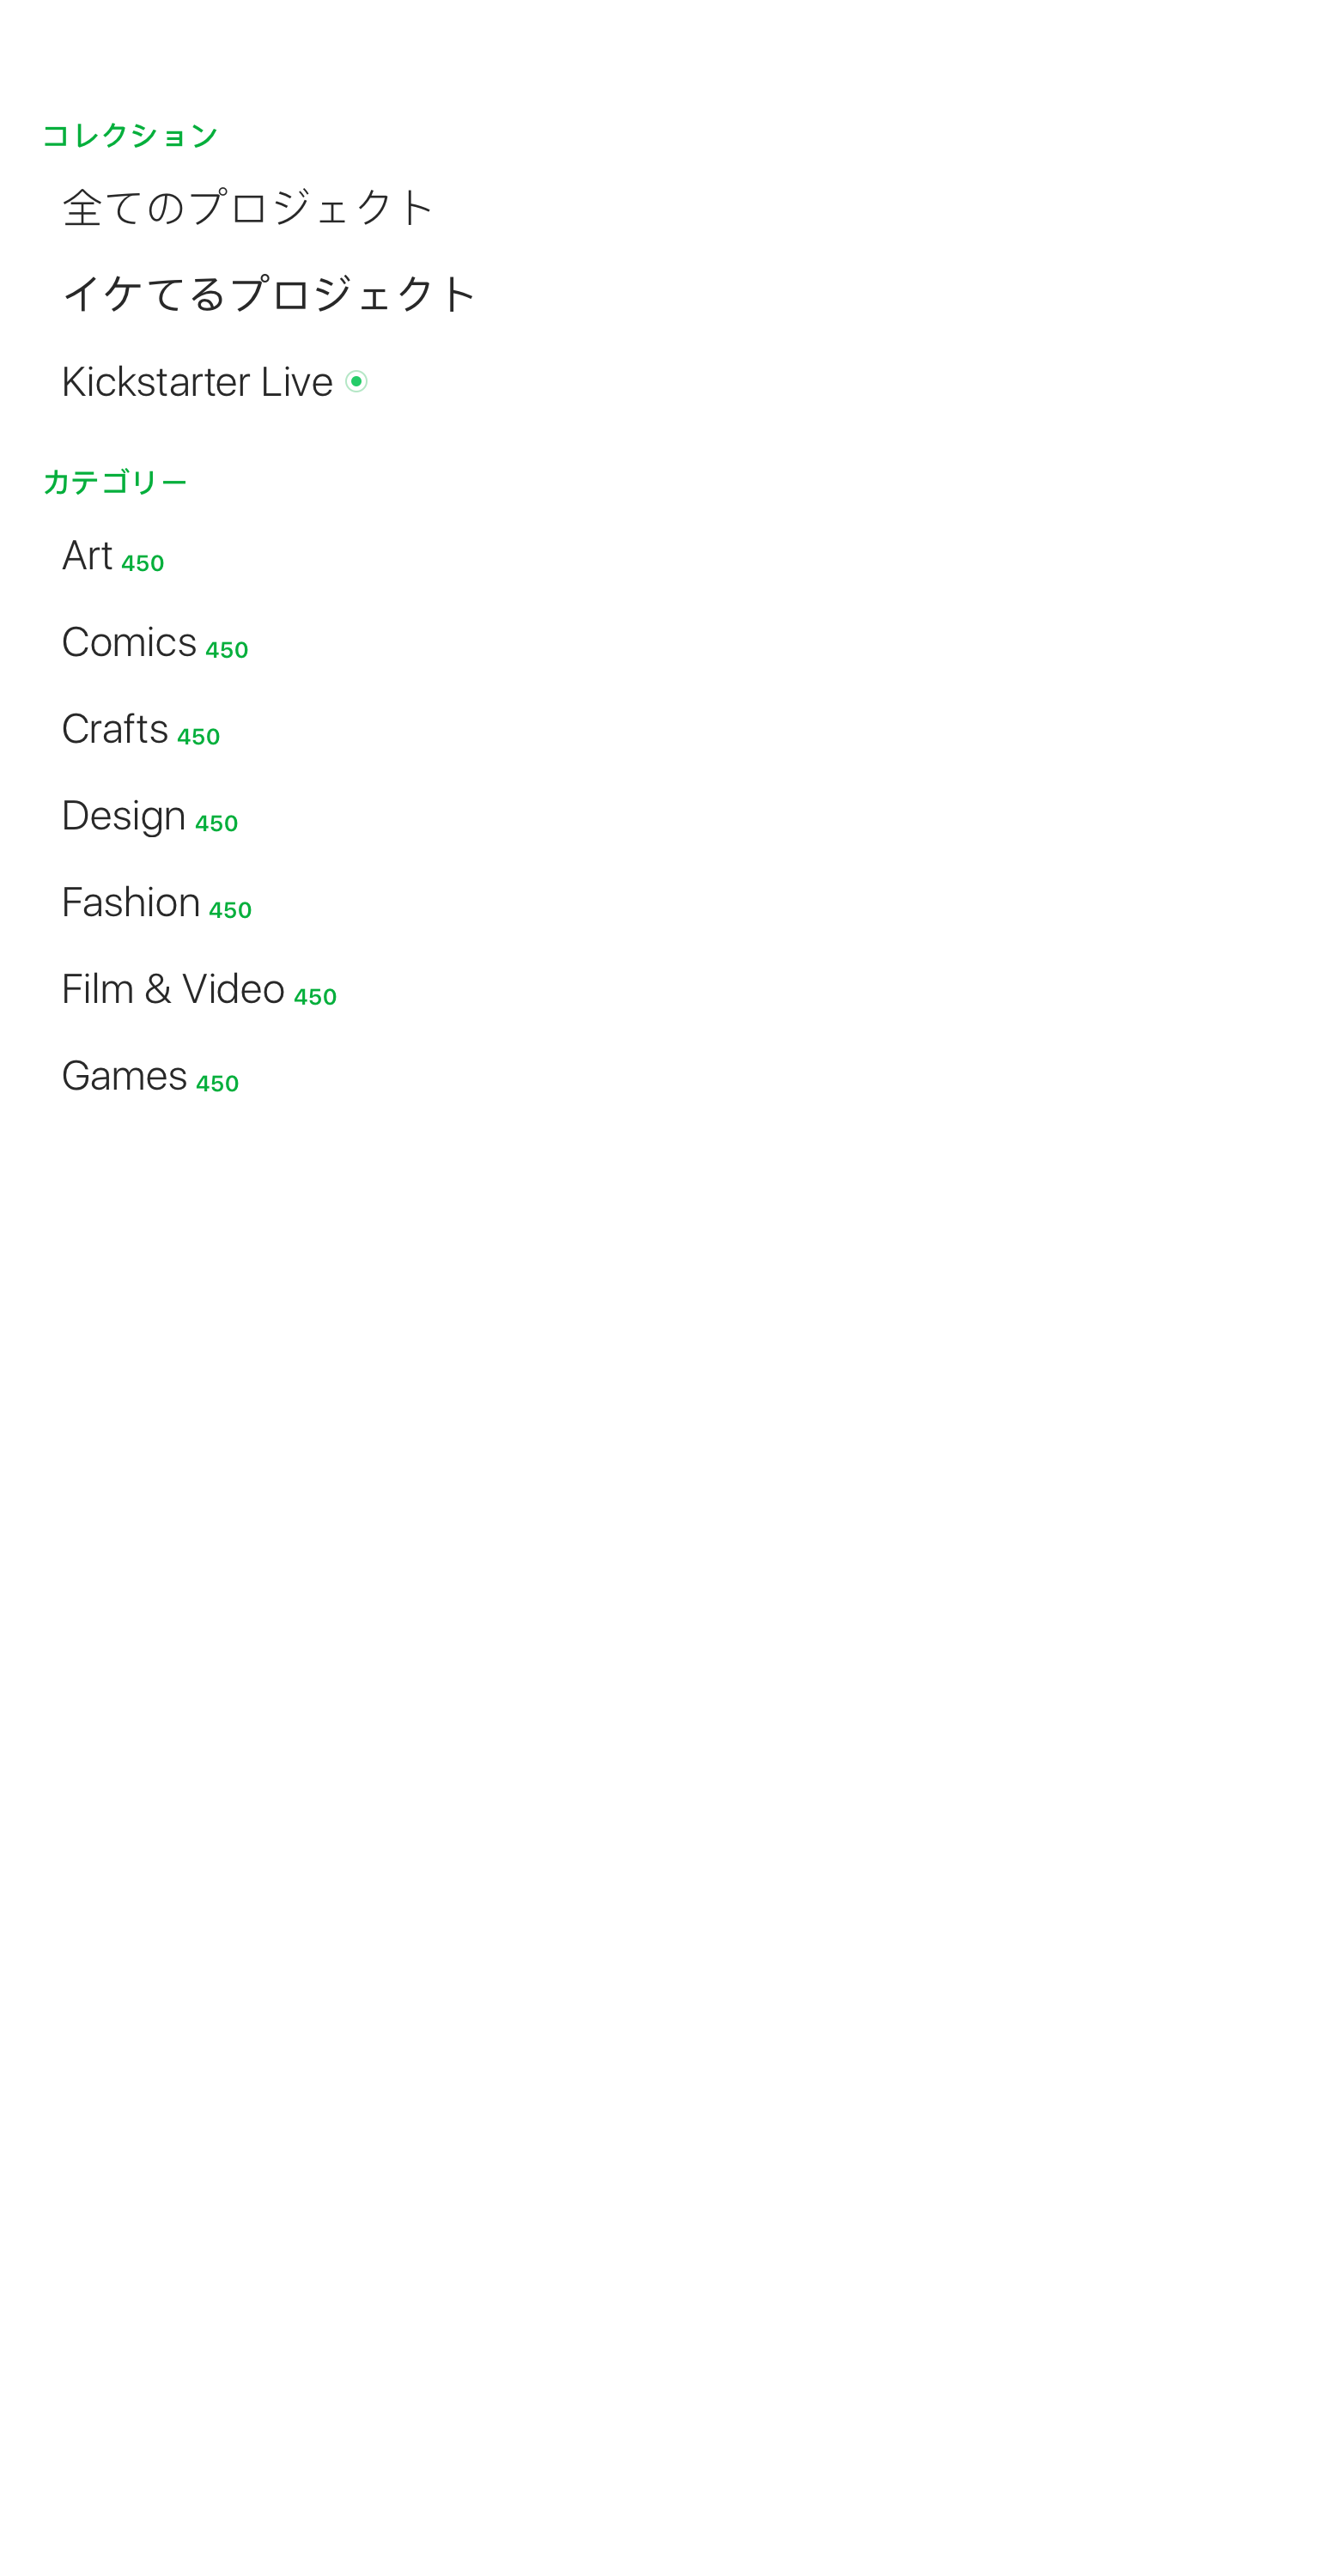 コレクション
全てのプロジェクト
イケてるプロジェクト
Kickstarter Live
カテゴリー
Art 450
Comics 450
Crafts 450
Design 450
Fashion 450
Film & Video 450
Games 450